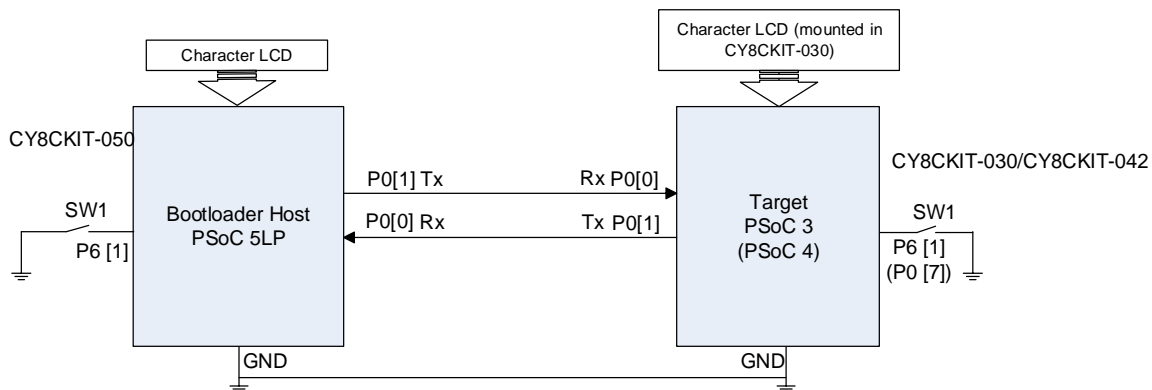 Character LCD
Character LCD (mounted in
CY8CKIT-030)
CY8CKIT-050
CY8CKIT-030/CY8CKIT-042
P0[1] Tx
Rx P0[0]
SW1
Bootloader Host
PSoC 5LP
P0[0] Rx
Tx P0[1]
Target
PSoC 3
(PSoC 4)
SW1
P6 [1]
P6 [1]
(P0 [7])
GND
GND